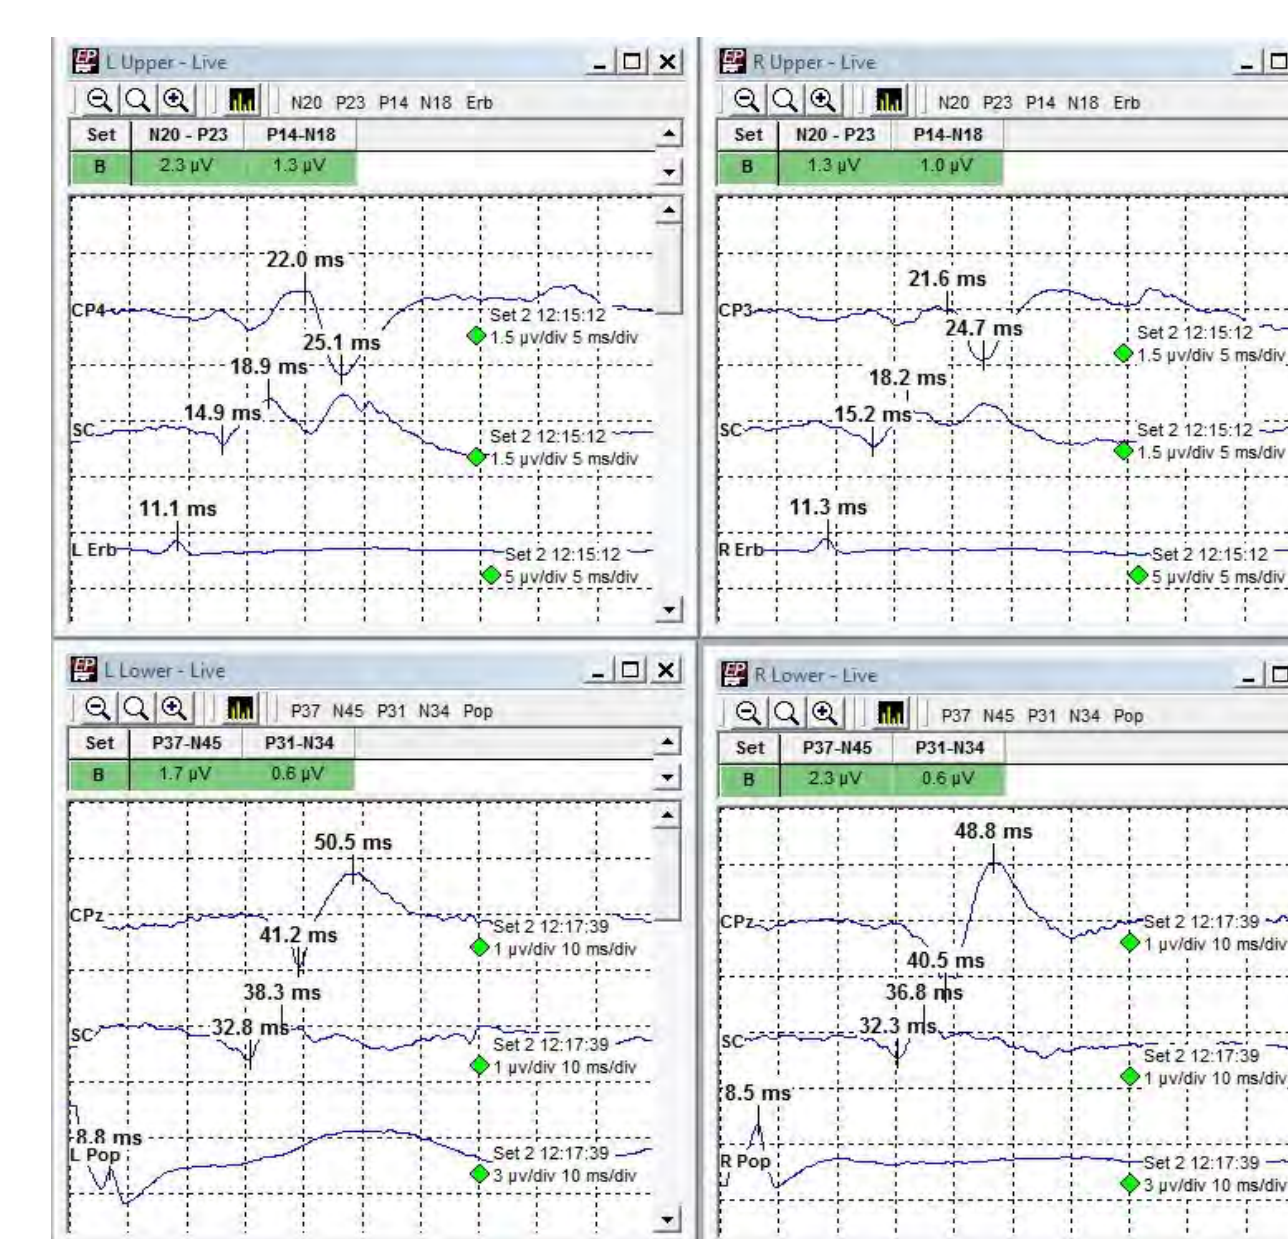 L Upper - Live
N20 P23 P14 N18 Erb
Set N20 - P23 P14-N18
B 2.3 µV 1.3 µV
22.0 ms
CP4
Set 2 12:15:12
25.1 ms
1.5 µv/div 5 ms/div
18.9 ms
14.9 ms
SC
Set 2 12:15:12
1.5 µv/div 5 ms/div
11.1 ms
L Erb
Set 2 12:15:12
5 µv/div 5 ms/div
R Upper - Live
N20 P23 P14 N18 Erb
Set N20 - P23 P14-N18
B 1.3 µV 1.0 µV
21.6 ms
CP3
24.7 ms
Set 2 12:15:12
1.5 µv/div 5 ms/div
18.2 ms
15.2 ms
SC
Set 2 12:15:12
1.5 µv/div 5 ms/div
11.3 ms
R Erb
Set 2 12:15:12
5 µv/div 5 ms/div
L Lower - Live
P37 N45 P31 N34 Pop
Set P37-N45 P31-N34
B 1.7 µV 0.6 µV
50.5 ms
CPz
Set 2 12:17:39
41.2 ms
1 µv/div 10 ms/div
38.3 ms
32.8 ms
SC
Set 2 12:17:39
1 µv/div 10 ms/div
8.8 ms
L Pop
Set 2 12:17:39
3 µv/div 10 ms/div
R Lower - Live
P37 N45 P31 N34 Pop
Set P37-N45 P31-N34
B 2.3 µV 0.6 µV
48.8 ms
CPz
Set 2 12:17:39
1 µv/div 10 ms/div
40.5 ms
36.8 ms
32.3 ms
SC
Set 2 12:17:39
1 µv/div 10 ms/div
8.5 ms
R Pop
Set 2 12:17:39
3 µv/div 10 ms/div